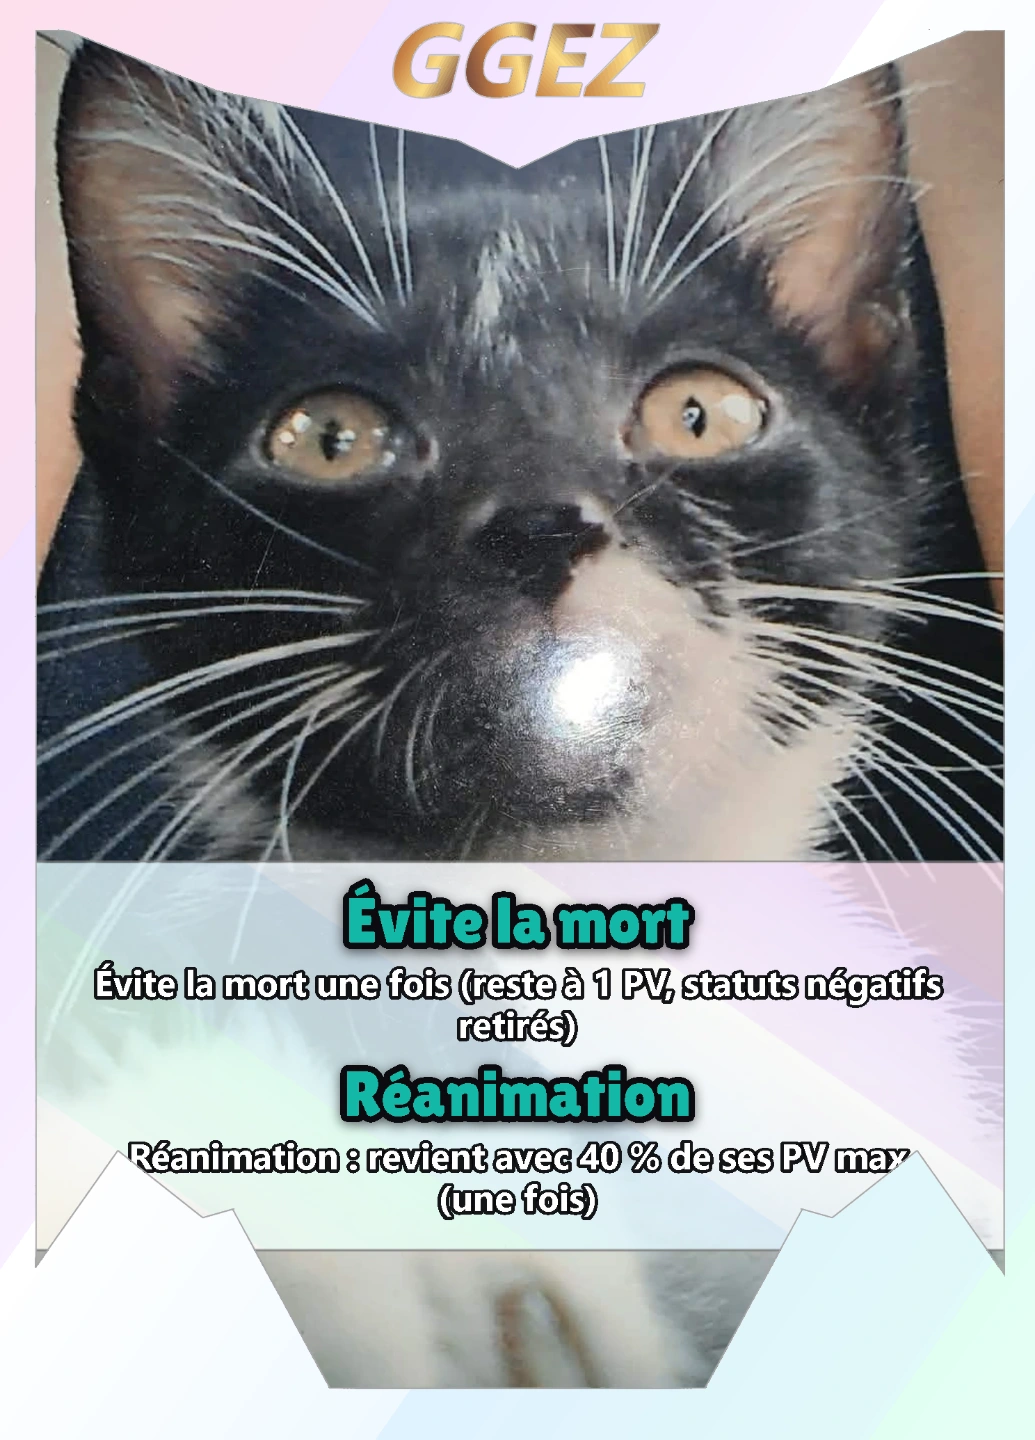 GGEZ
Évite la mort
Évite la mort une fois (reste à 1 PV, statuts négatifs
retirés)
Réanimation
Réanimation : revient avec 40 % de ses PV max
(une fois)